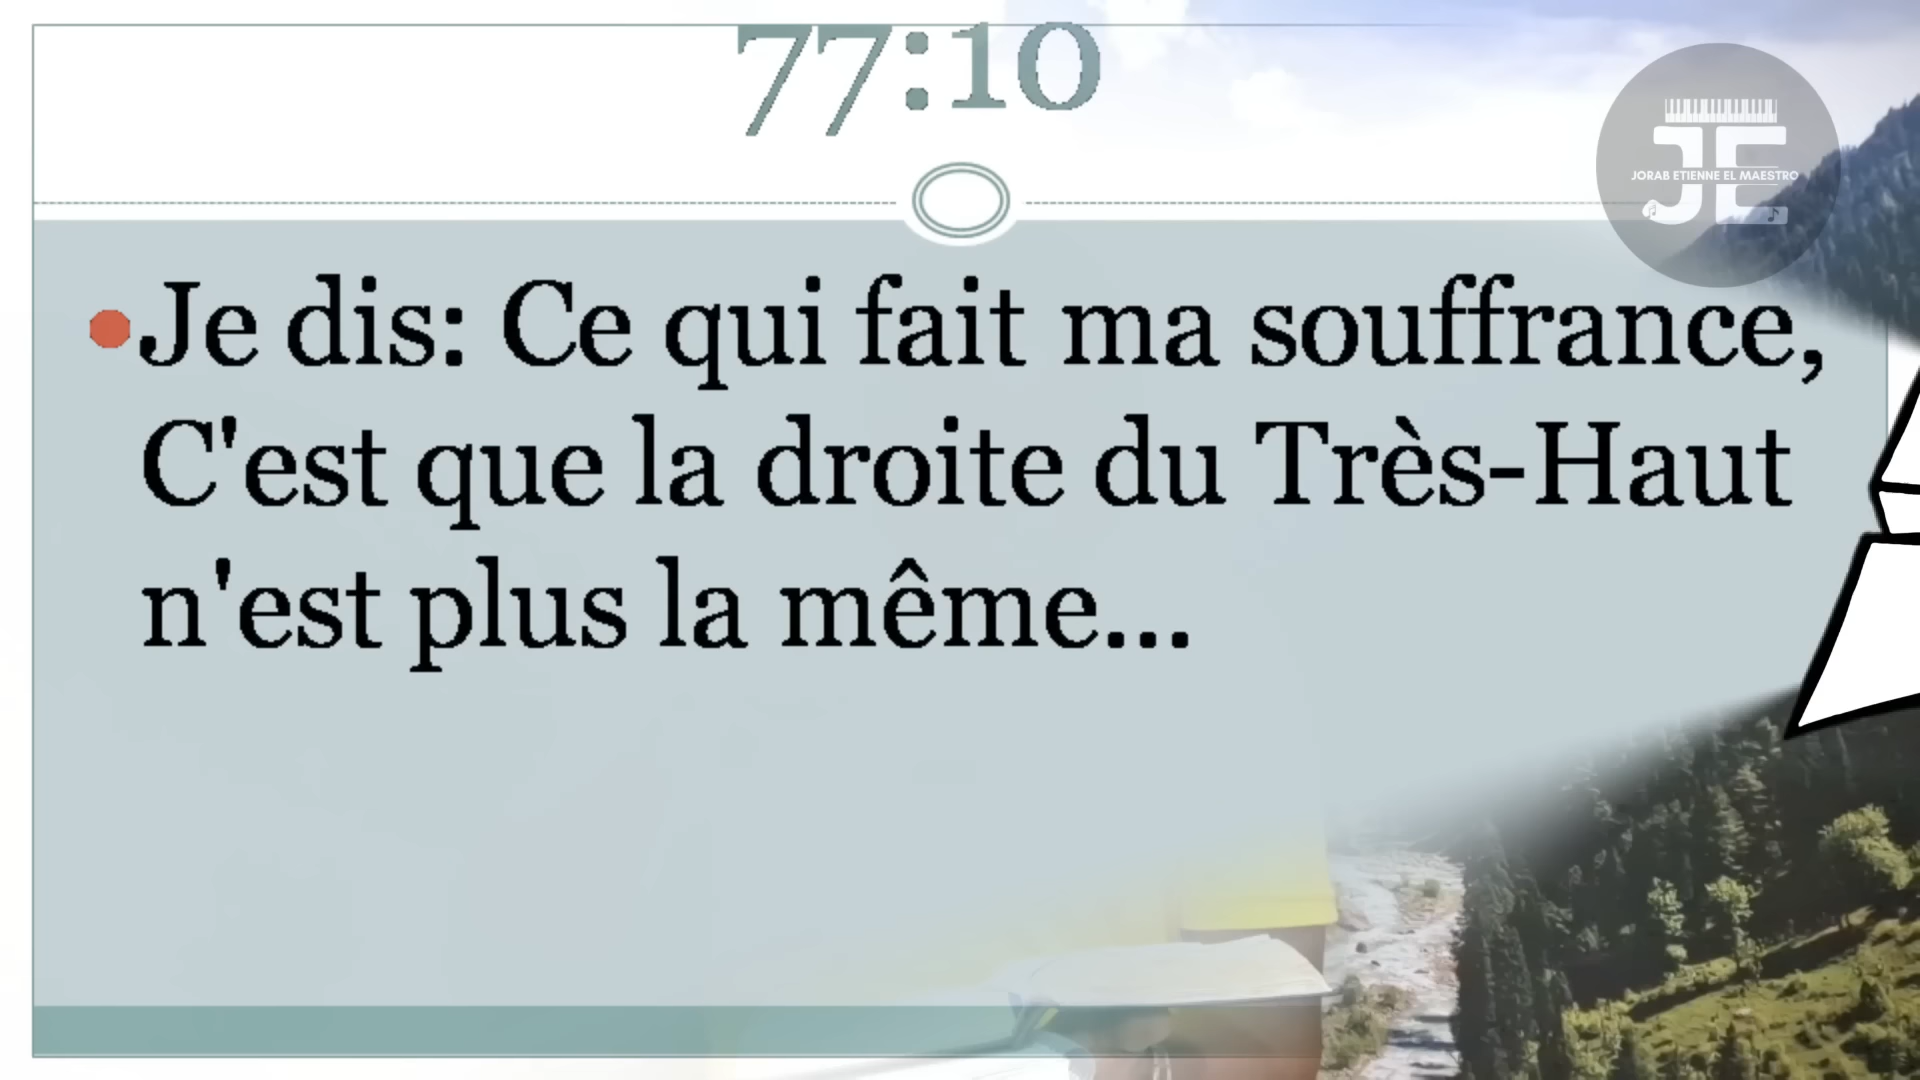 77:10
JORAB ETIENNE EL MAESTRO
Je dis: Ce qui fait ma souffrance,
C'est que la droite du Très-Haut
n'est plus la même...